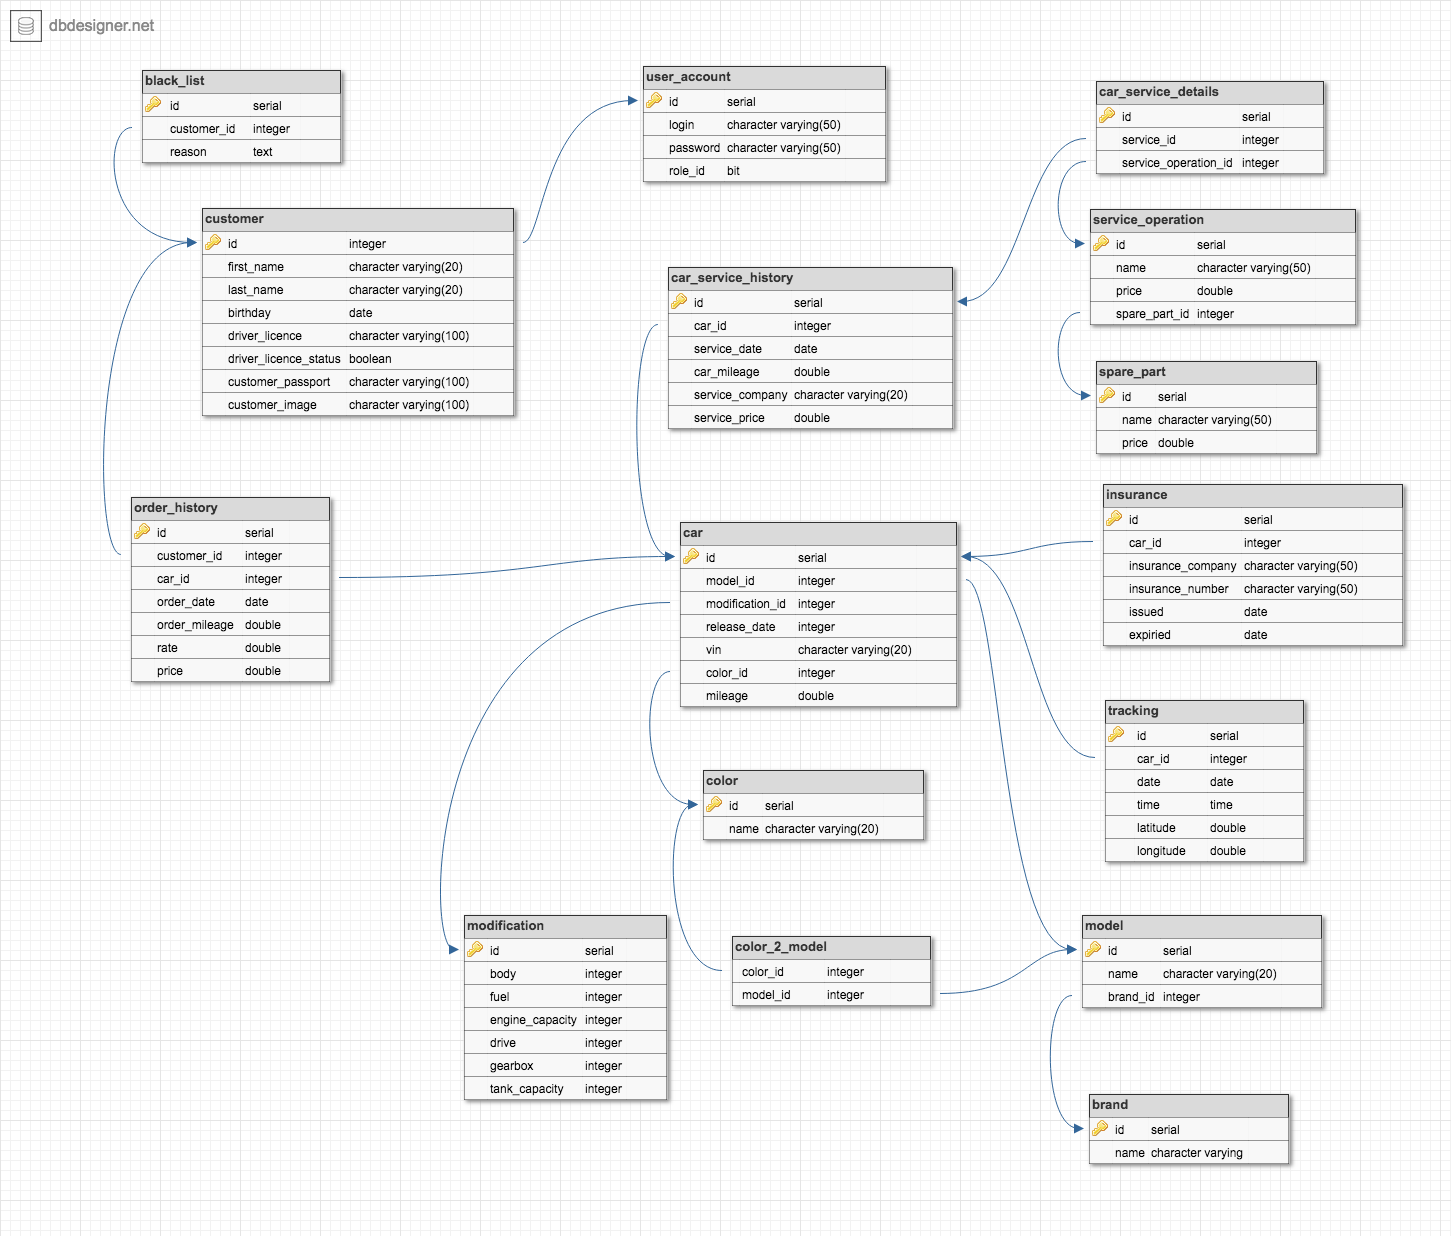 dbdesigner.net
black_list
id serial
customer_id integer
reason text
user_account
id serial
login character varying(50)
password character varying(50)
role_id bit
car_service_details
id serial
service_id integer
service_operation_id integer
customer
id integer
first_name character varying(20)
last_name character varying(20)
birthday date
driver_licence character varying(100)
driver_licence_status boolean
customer_passport character varying(100)
customer_image character varying(100)
service_operation
id serial
name character varying(50)
price double
spare_part_id integer
car_service_history
id serial
car_id integer
service_date date
car_mileage double
service_company character varying(20)
service_price double
spare_part
id serial
name character varying(50)
price double
order_history
id serial
customer_id integer
car_id integer
order_date date
order_mileage double
rate double
price double
car
id serial
model_id integer
modification_id integer
release_date integer
vin character varying(20)
color_id integer
mileage double
insurance
id serial
car_id integer
insurance_company character varying(50)
insurance_number character varying(50)
issued date
expiried date
tracking
id serial
car_id integer
date date
time time
latitude double
longitude double
color
id serial
name character varying(20)
modification
id serial
body integer
fuel integer
engine_capacity integer
drive integer
gearbox integer
tank_capacity integer
color_2_model
color_id integer
model_id integer
model
id serial
name character varying(20)
brand_id integer
brand
id serial
name character varying